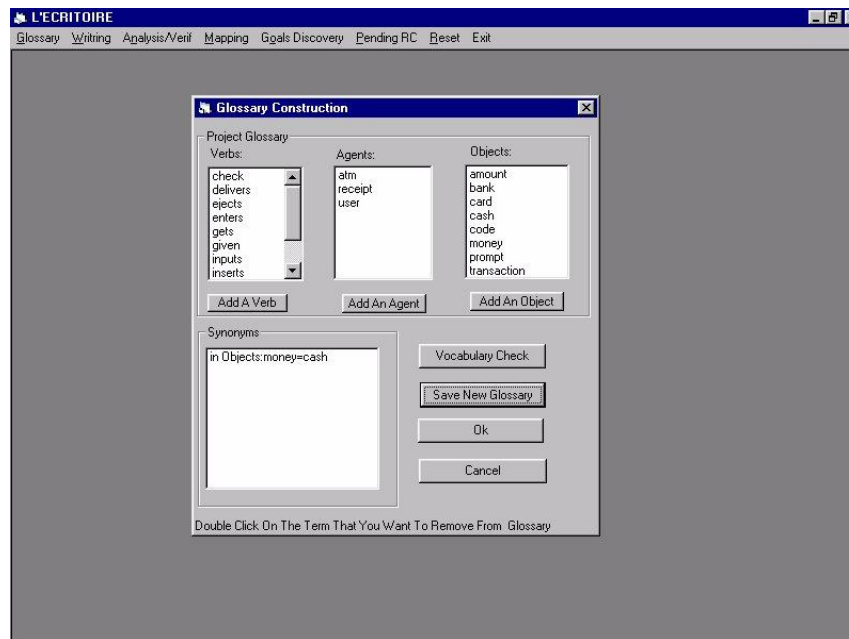 L'ECRITOIRE
Glossary Writring Analysis/Verif Mapping Goals Discovery Pending RC Reset Exit
Glossary Construction
Project Glossary
Verbs: Agents: Objects:
check atm amount
delivers receipt bank
ejects user card
enters cash
gets code
given money
inputs prompt
inserts transaction
Add A Verb Add An Agent Add An Object
Synonyms
in Objects:money=cash
Vocabulary Check
Save New Glossary
Ok
Cancel
Double Click On The Term That You Want To Remove From Glossary